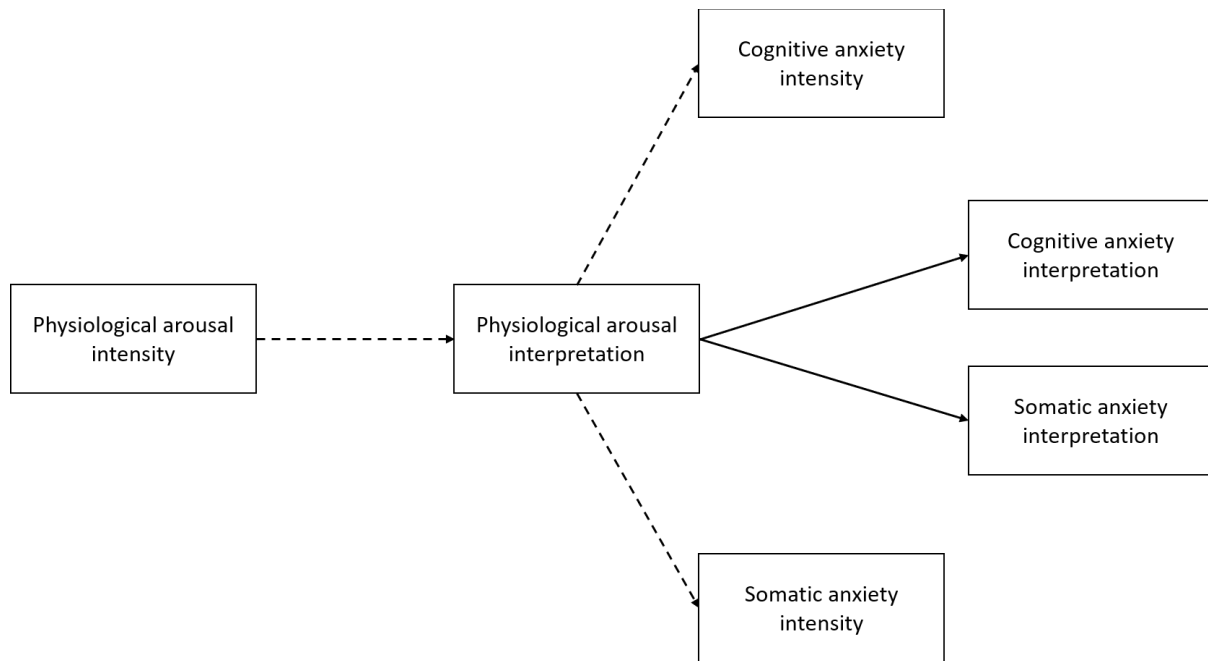 Cognitive anxiety
intensity
Cognitive anxiety
interpretation
Physiological arousal
intensity
Physiological arousal
interpretation
Somatic anxiety
interpretation
Somatic anxiety
intensity